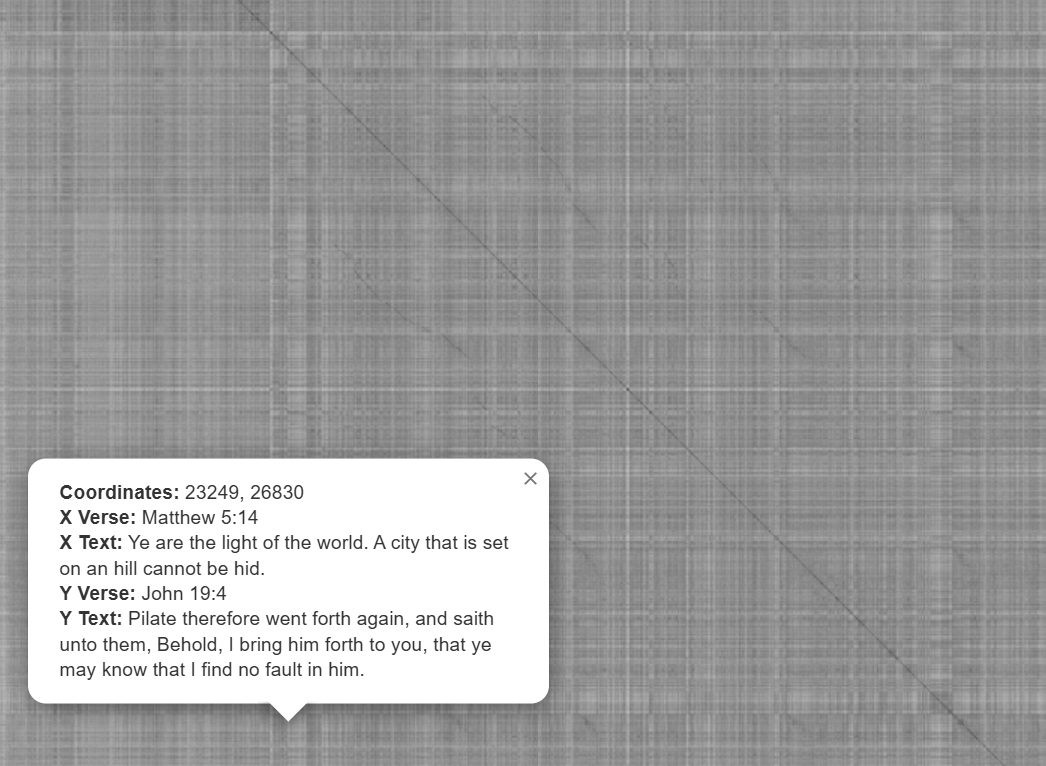 Coordinates: 23249, 26830
X Verse: Matthew 5:14
X Text: Ye are the light of the world. A city that is set
on an hill cannot be hid.
Y Verse: John 19:4
Y Text: Pilate therefore went forth again, and saith
unto them, Behold, I bring him forth to you, that ye
may know that I find no fault in him.